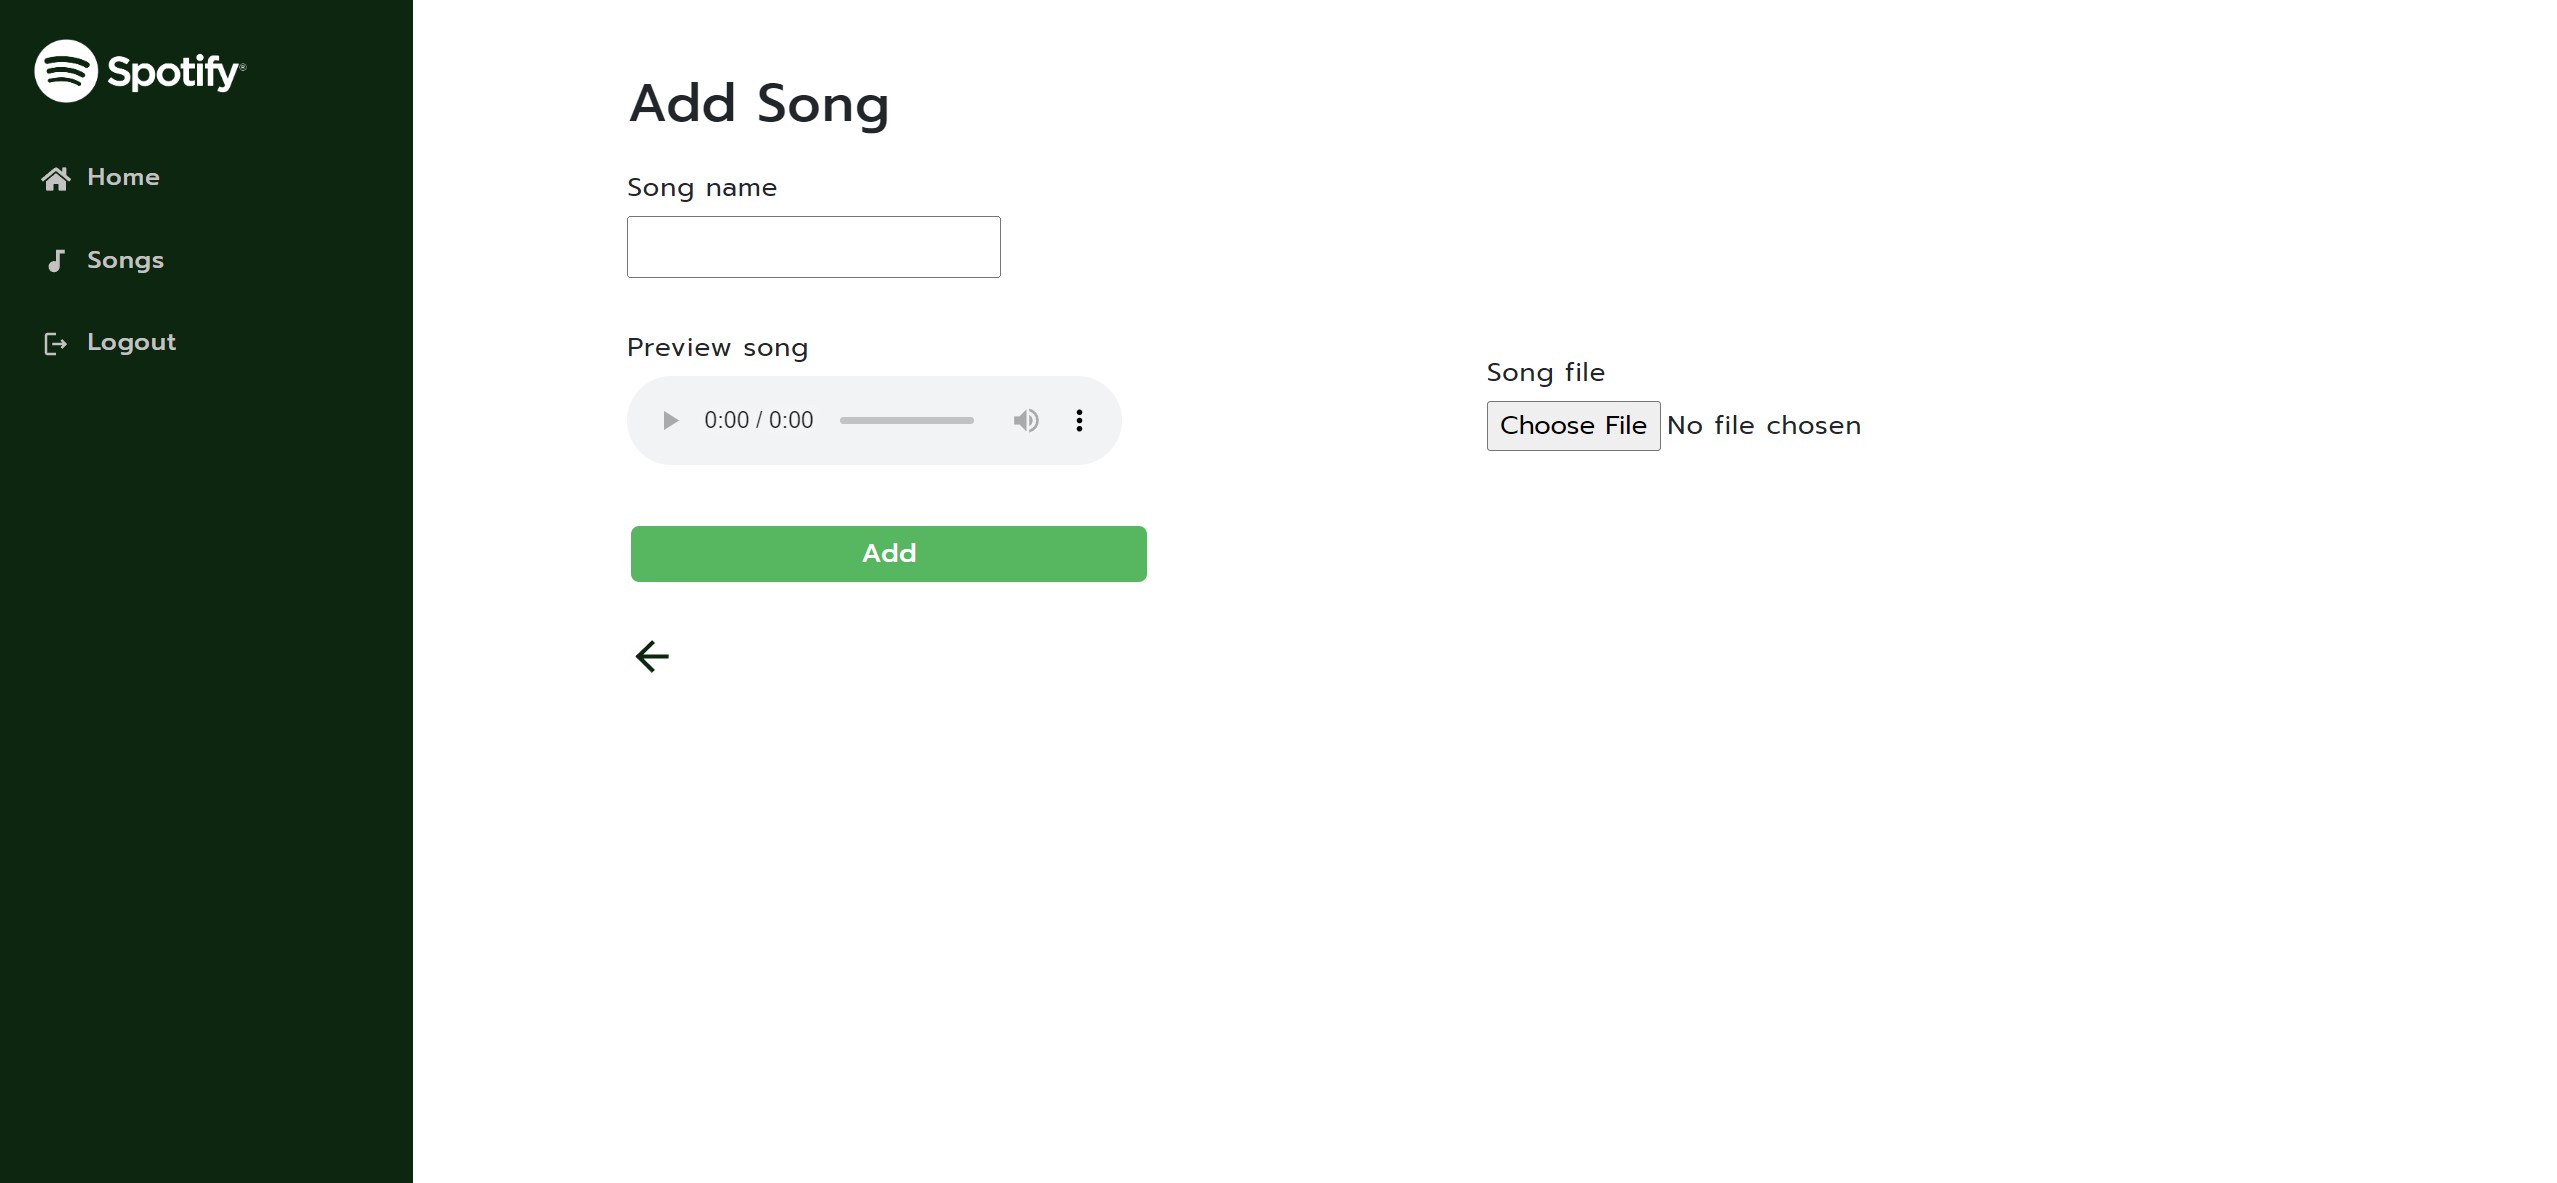 Spotify®
Home
Songs
Logout
Add Song
Song name
Preview song
0:00 / 0:00
Song file
Choose File No file chosen
Add